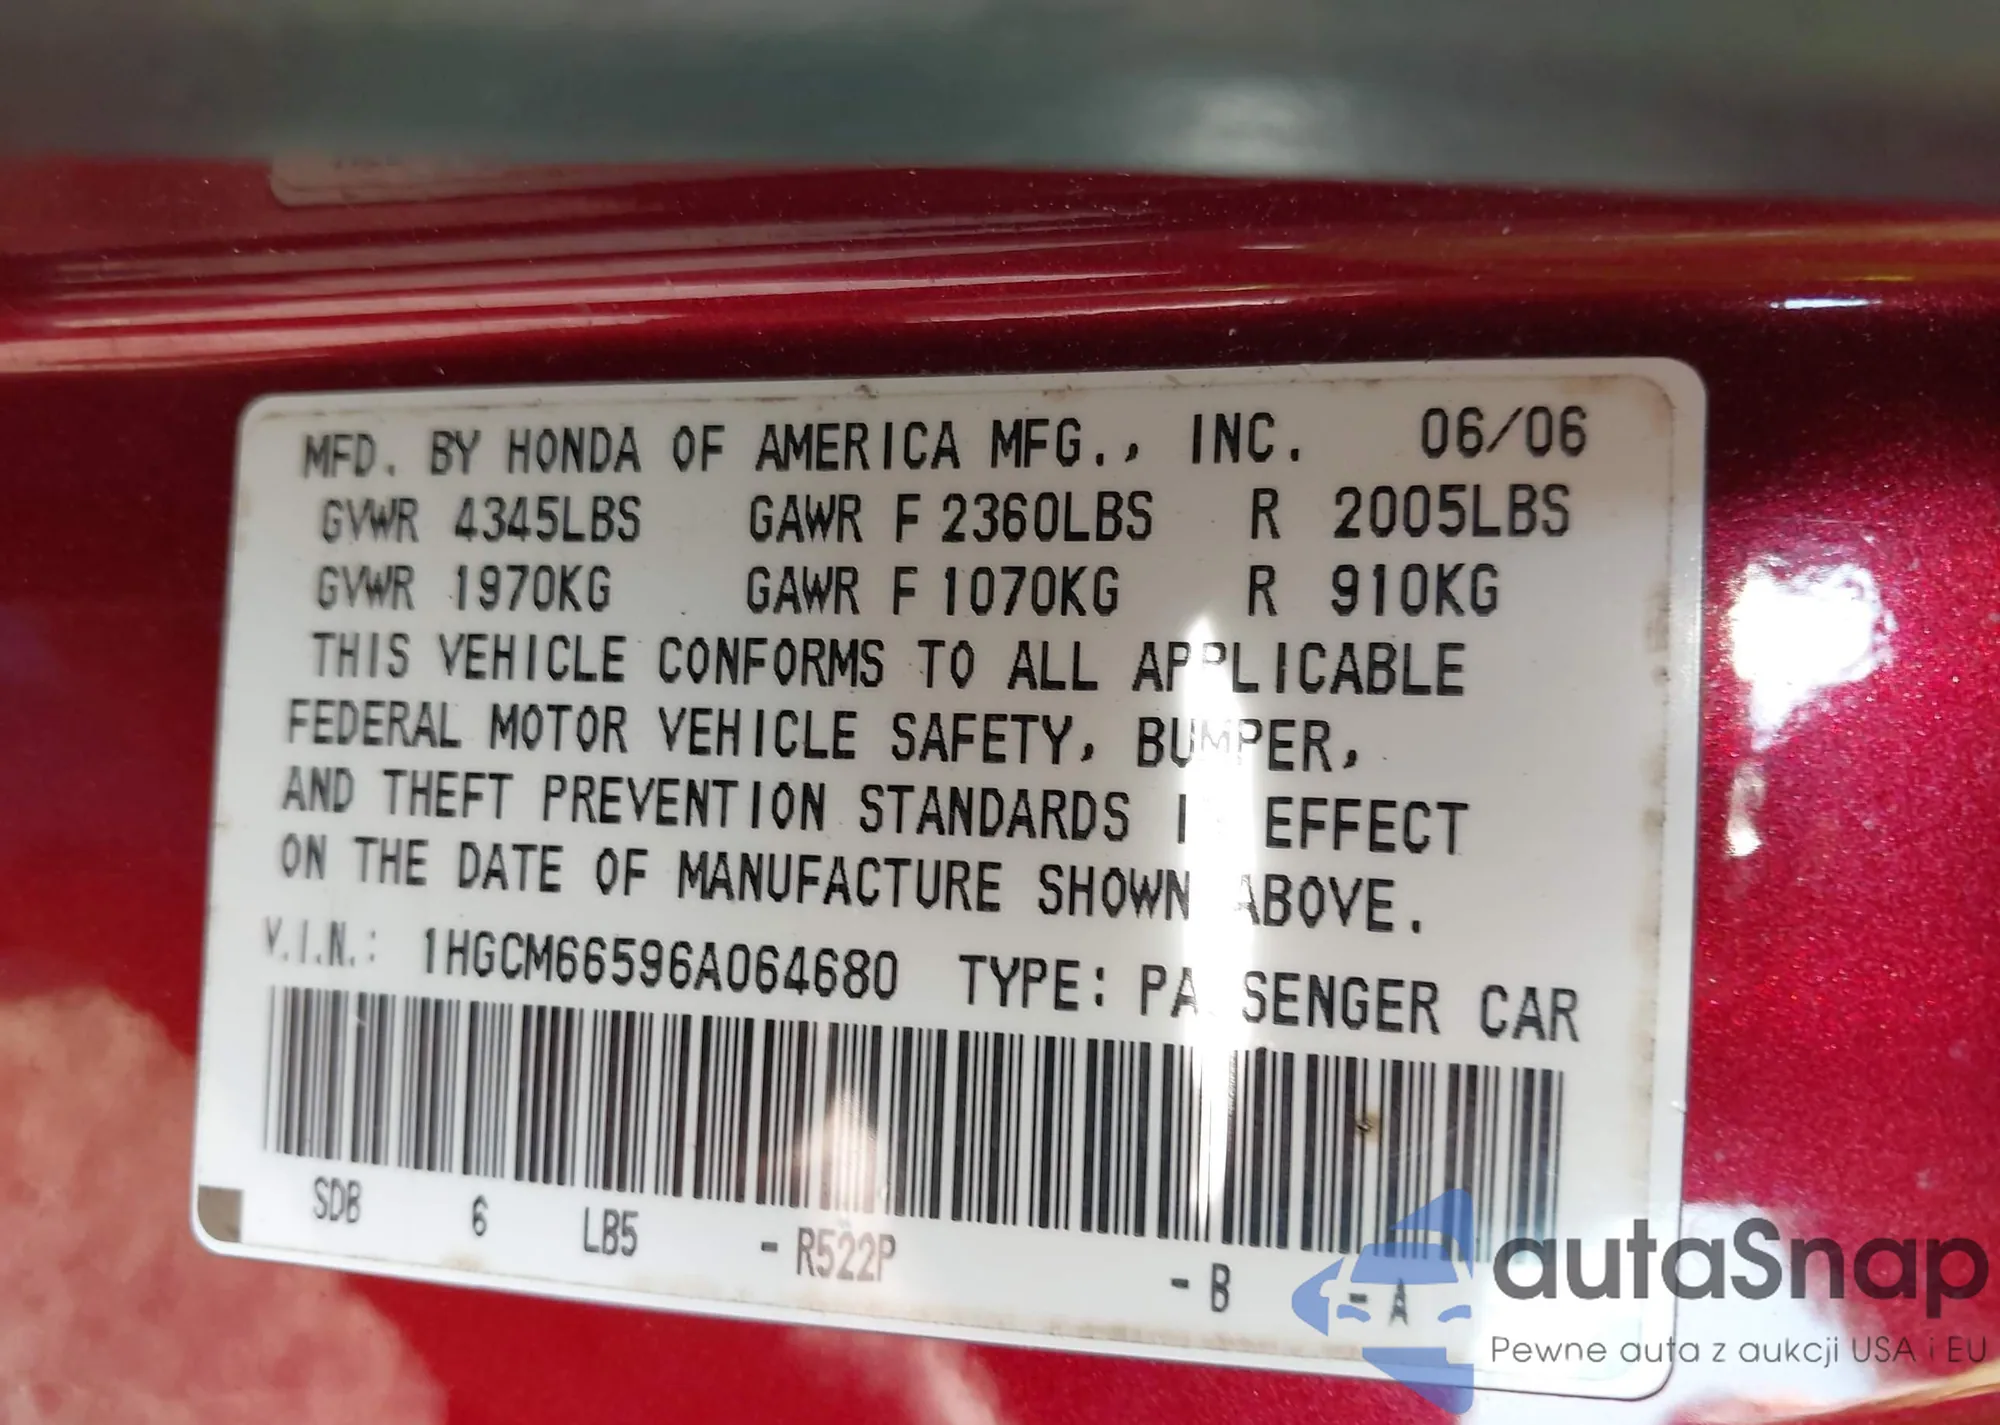 MFD. BY HONDA OF AMERICA MFG., INC. 06/06
GVWR 4345LBS GAWR F 2360LBS R 2005LBS
GVWR 1970KG GAWR F 1070KG R 910KG
THIS VEHICLE CONFORMS TO ALL APPLICABLE
FEDERAL MOTOR VEHICLE SAFETY, BUMPER,
AND THEFT PREVENTION STANDARDS IN EFFECT
ON THE DATE OF MANUFACTURE SHOWN ABOVE.
V.I.N.: 1HGCM66596A064680 TYPE: PASSENGER CAR
SDB 6 LB5 - R522P - B - A
autaSnap
Pewne auta z aukcji USA i EU